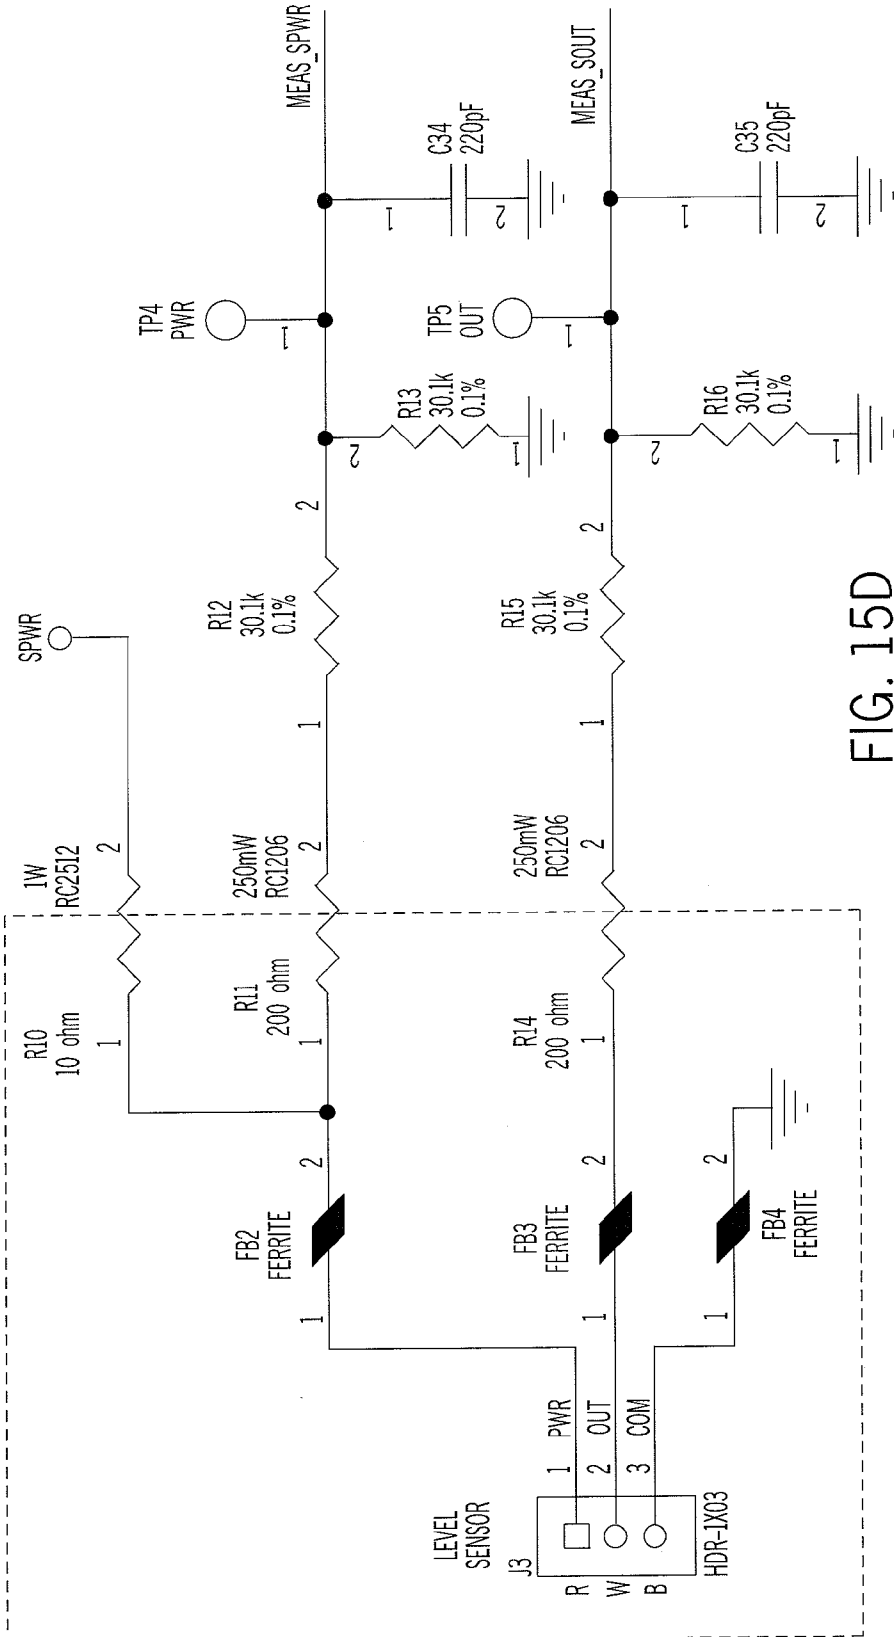 LEVEL
SENSOR
J3
R
W
B
HDR-1X03
1 PWR
2 OUT
3 COM
1
FB2
FERRITE
2
1
FB3
FERRITE
2
1
FB4
FERRITE
2
R10
10 ohm
1
1W
RC2512
2
SPWR
R11
200 ohm
1
250mW
RC1206
2
R12
30.1k
0.1%
1
2
R13
30.1k
0.1%
2
1
TP4
PWR
1
C34
220pF
1
2
MEAS_SPWR
R14
200 ohm
1
250mW
RC1206
2
R15
30.1k
0.1%
1
2
R16
30.1k
0.1%
2
1
TP5
OUT
1
C35
220pF
1
2
MEAS_SOUT
FIG. 15D